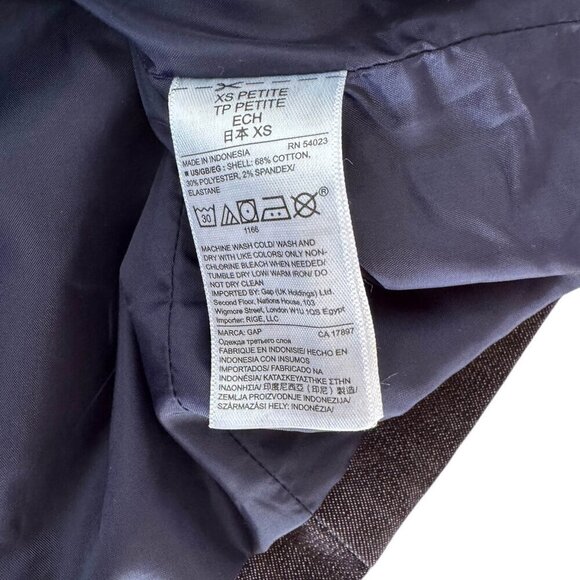 XS PETITE
TP PETITE
ECH
日本 XS
MADE IN INDONESIA RN 54023
■ US/GB/EG : SHELL: 68% COTTON,
30% POLYESTER, 2% SPANDEX/
ELASTANE
30
1166
MACHINE WASH COLD/ WASH AND
DRY WITH LIKE COLORS/ ONLY NON-
CHLORINE BLEACH WHEN NEEDED/
TUMBLE DRY LOW/ WARM IRON/ DO
NOT DRY CLEAN
IMPORTED BY: Gap (UK Holdings) Ltd.
Second Floor, Nations House, 103
Wigmore Street, London W1U 1QS Egypt
Importer: RIGE, LLC
MARCA: GAP CA 17897
Одежда третьего слоя
FABRIQUE EN INDONISIE/ HECHO EN
INDONESIA CON INSUMOS
IMPORTADOS/ FABRICADO NA
INDONÉSIA/ ΚΑΤΑΣΚΕΥΑΣΤΗΚΕ ΣΤΗΝ
ΙΝΔΟΝΗΣΙΑ/ 印度尼西亞 (印尼) 製造/
ZEMLJA PROIZVODNJE INDONEZIJA/
SZÁRMAZÁSI HELY: INDONÉZIA/